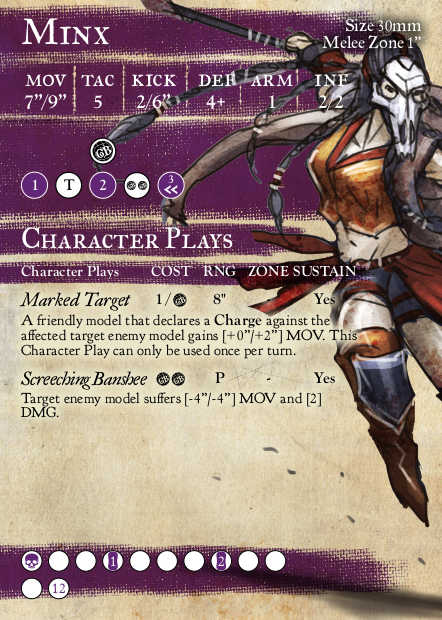 Minx
Size 30mm
Melee Zone 1"
MOV TAC KICK DEF ARM INF
7"/9" 5 2/6" 4+ 1 2/2
GB
1 T 2 3
Character Plays
Character Plays COST RNG ZONE SUSTAIN
Marked Target 1 / 8" - Yes
A friendly model that declares a Charge against the
affected target enemy model gains [+0"/+2"] MOV. This
Character Play can only be used once per turn.
Screeching Banshee P - Yes
Target enemy model suffers [-4"/-4"] MOV and [2]
DMG.
1 2
12